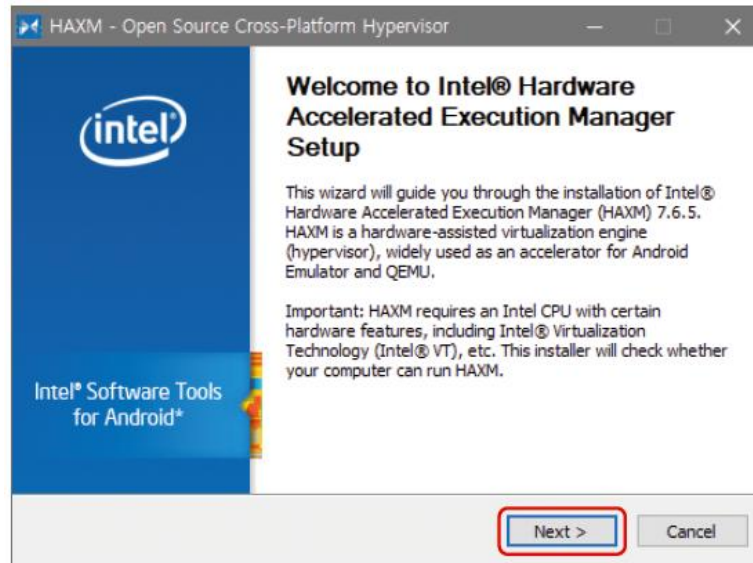 HAXM - Open Source Cross-Platform Hypervisor
intel
Intel® Software Tools
for Android*
Welcome to Intel® Hardware
Accelerated Execution Manager
Setup
This wizard will guide you through the installation of Intel®
Hardware Accelerated Execution Manager (HAXM) 7.6.5.
HAXM is a hardware-assisted virtualization engine
(hypervisor), widely used as an accelerator for Android
Emulator and QEMU.
Important: HAXM requires an Intel CPU with certain
hardware features, including Intel® Virtualization
Technology (Intel® VT), etc. This installer will check whether
your computer can run HAXM.
Next >
Cancel